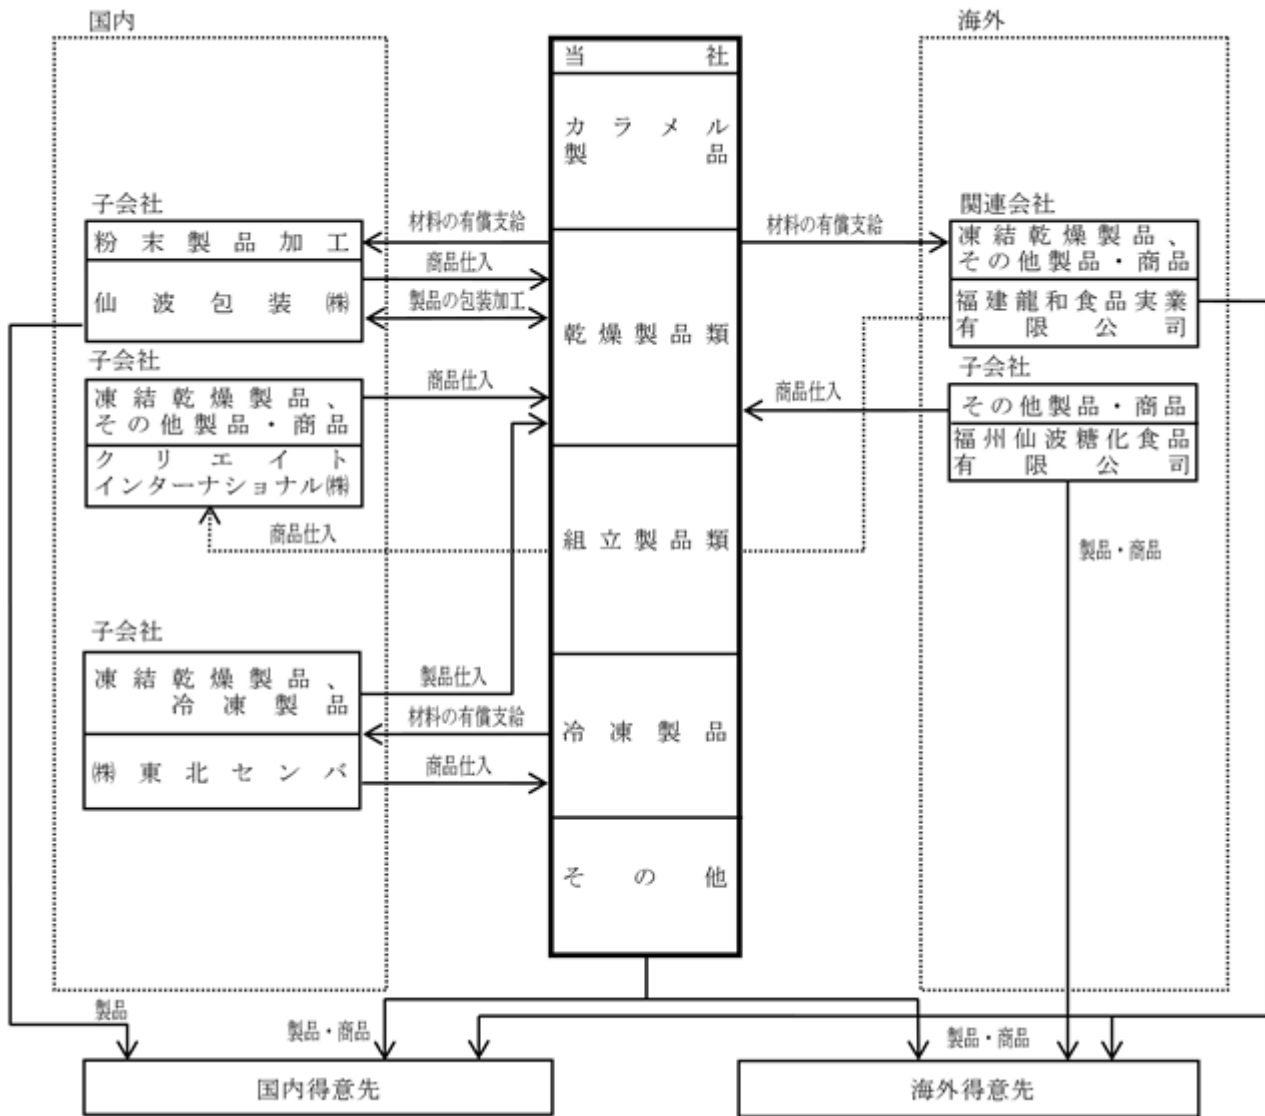 国内
海外
当社
カラメル
製品
子会社
粉末製品加工
仙波包装㈱
材料の有償支給
商品仕入
製品の包装加工
材料の有償支給
関連会社
凍結乾燥製品、
その他製品・商品
福建龍和食品実業
有限公司
乾燥製品類
子会社
凍結乾燥製品、
その他製品・商品
クリエイト
インターナショナル㈱
商品仕入
商品仕入
子会社
その他製品・商品
福州仙波糖化食品
有限公司
商品仕入
組立製品類
製品・商品
子会社
凍結乾燥製品、
冷凍製品
㈱東北センバ
製品仕入
材料の有償支給
商品仕入
冷凍製品
その他
製品
製品・商品
製品・商品
国内得意先
海外得意先